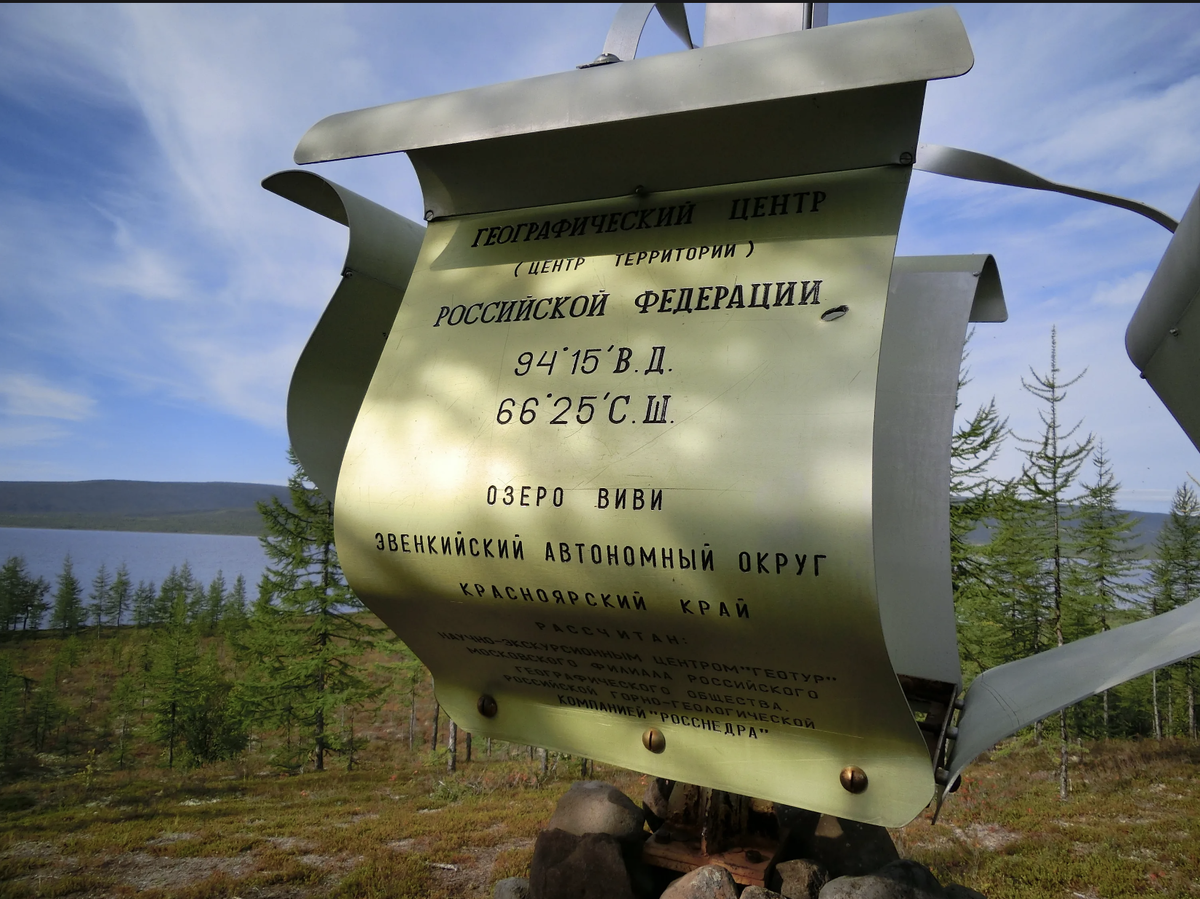 ГЕОГРАФИЧЕСКИЙ ЦЕНТР
(ЦЕНТР ТЕРРИТОРИИ)
РОССИЙСКОЙ ФЕДЕРАЦИИ
94°15′В.Д.
66°25′С.Ш.
ОЗЕРО ВИВИ
ЭВЕНКИЙСКИЙ АВТОНОМНЫЙ ОКРУГ
КРАСНОЯРСКИЙ КРАЙ
РАССЧИТАН:
НАУЧНО-ЭКСКУРСИОННЫМ ЦЕНТРОМ"ГЕОТУР"
МОСКОВСКОГО ФИЛИАЛА РОССИЙСКОГО
ГЕОГРАФИЧЕСКОГО ОБЩЕСТВА.
РОССИЙСКОЙ ГОРНО-ГЕОЛОГИЧЕСКОЙ
КОМПАНИЕЙ"РОССНЕДРА"